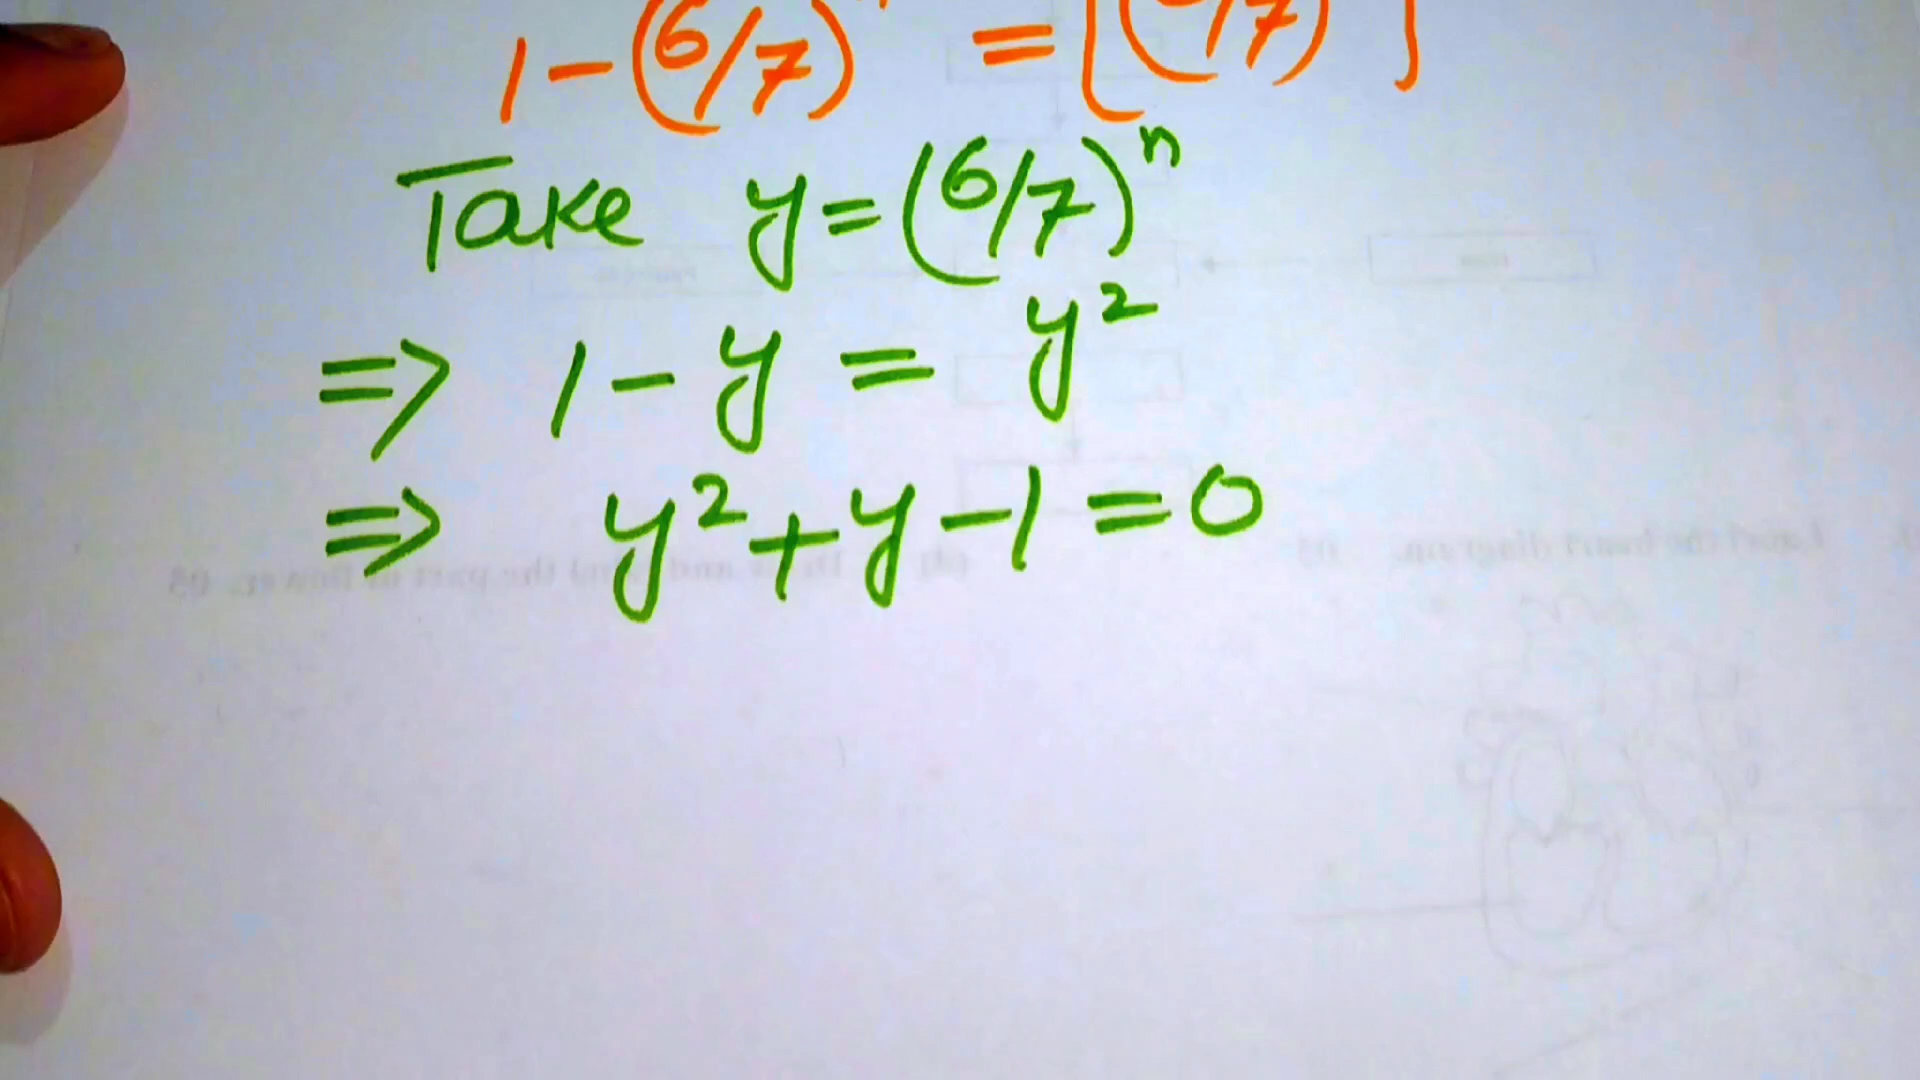 1-(6/7)ⁿ = [(6/7)]
Take y=(6/7)ⁿ
⇒ 1-y = y²
⇒ y²+y-1=0